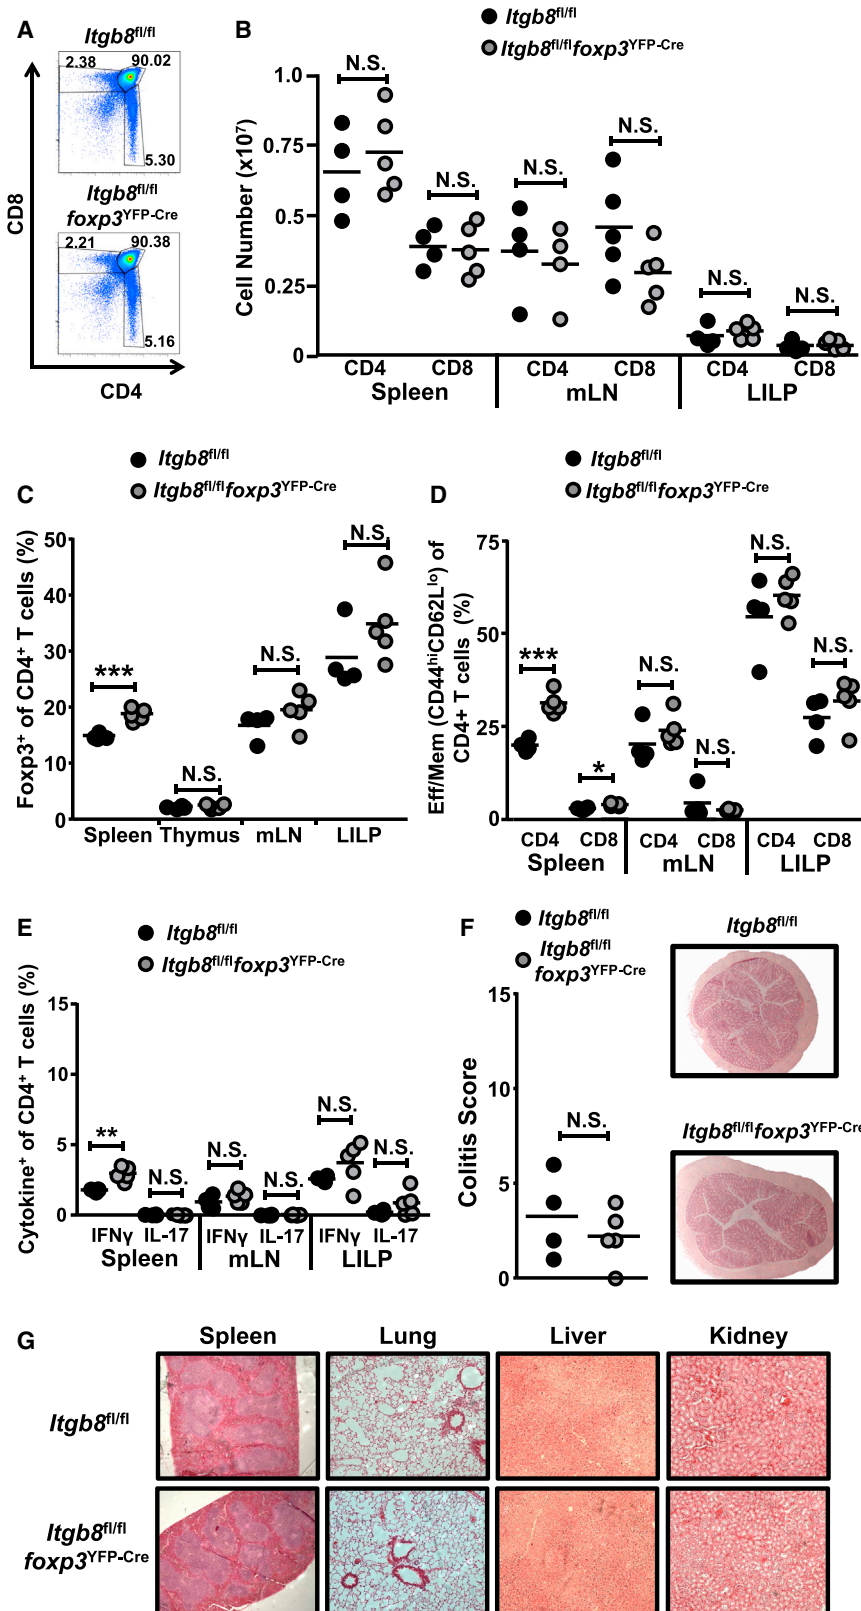 A
Itgb8fl/fl
2.38 90.02
5.30
Itgb8fl/fl
foxp3YFP-Cre
2.21 90.38
5.16
CD8
CD4
B
Itgb8fl/fl
Itgb8fl/flfoxp3YFP-Cre
Cell Number (x10⁷)
1.0
0.75
0.5
0.25
0
N.S. N.S. N.S. N.S. N.S. N.S.
CD4 CD8 CD4 CD8 CD4 CD8
Spleen mLN LILP
C
Itgb8fl/fl
Itgb8fl/flfoxp3YFP-Cre
Foxp3⁺ of CD4⁺ T cells (%)
50
40
30
20
10
0
*** N.S. N.S. N.S.
Spleen Thymus mLN LILP
D
Itgb8fl/fl
Itgb8fl/flfoxp3YFP-Cre
Eff/Mem (CD44hiCD62Llo) of
CD4+ T cells (%)
75
50
25
0
*** * N.S. N.S. N.S. N.S.
CD4 CD8 CD4 CD8 CD4 CD8
Spleen mLN LILP
E
Itgb8fl/fl
Itgb8fl/flfoxp3YFP-Cre
Cytokine⁺ of CD4⁺ T cells (%)
15
10
5
0
** N.S. N.S. N.S. N.S. N.S.
IFNγ IL-17 IFNγ IL-17 IFNγ IL-17
Spleen mLN LILP
F
Itgb8fl/fl
Itgb8fl/fl
foxp3YFP-Cre
Colitis Score
15
10
5
0
N.S.
Itgb8fl/fl
Itgb8fl/flfoxp3YFP-Cre
G
Spleen Lung Liver Kidney
Itgb8fl/fl
Itgb8fl/fl
foxp3YFP-Cre